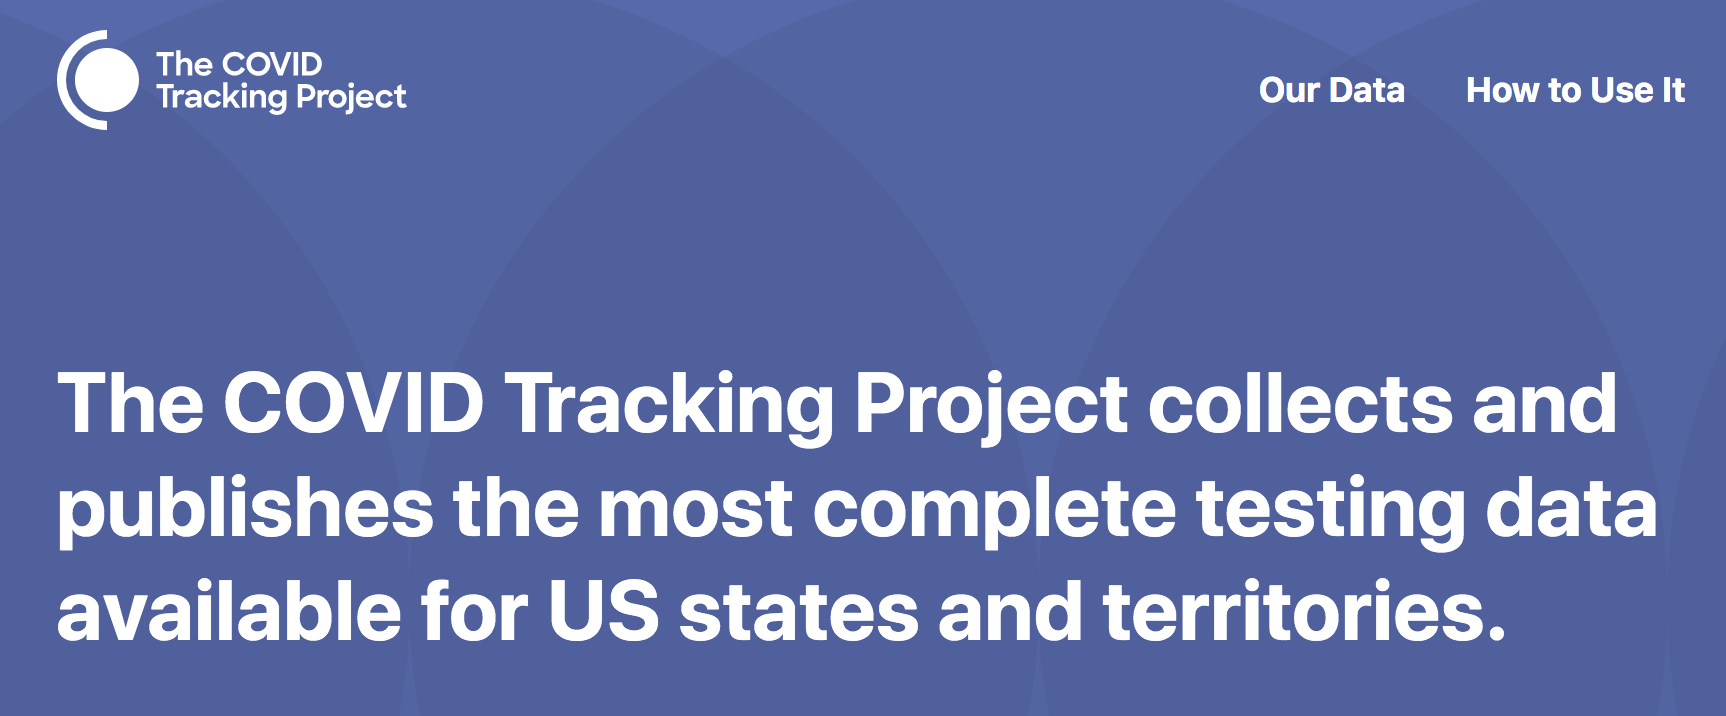 The COVID
Tracking Project
Our Data
How to Use It
The COVID Tracking Project collects and
publishes the most complete testing data
available for US states and territories.